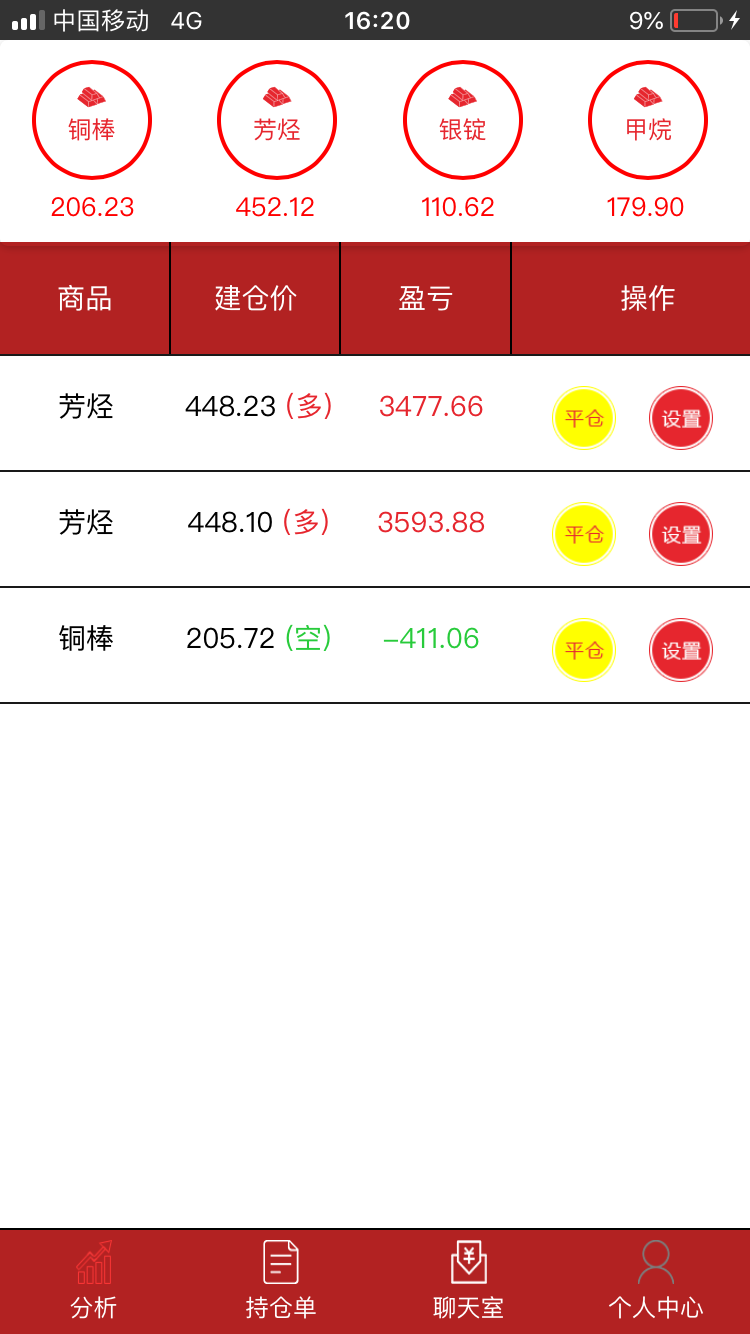 中国移动 4G 16:20 9%
铜棒 芳烃 银锭 甲烷
206.23 452.12 110.62 179.90
商品 建仓价 盈亏 操作
芳烃 448.23 (多) 3477.66 平仓 设置
芳烃 448.10 (多) 3593.88 平仓 设置
铜棒 205.72 (空) -411.06 平仓 设置
分析 持仓单 聊天室 个人中心